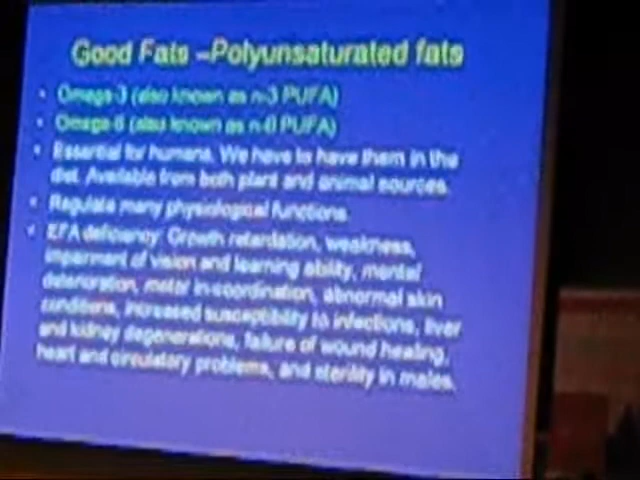 Good Fats –Polyunsaturated fats
• Omega-3 (also known as n-3 PUFA)
• Omega-6 (also known as n-6 PUFA)
• Essential for humans. We have to have them in the
diet. Available from both plant and animal sources.
• Regulate many physiological functions.
• EFA deficiency: Growth retardation, weakness,
impairment of vision and learning ability, mental
deterioration, motor in-coordination, abnormal skin
conditions, increased susceptibility to infections, liver
and kidney degenerations, failure of wound healing,
heart and circulatory problems, and sterility in males.